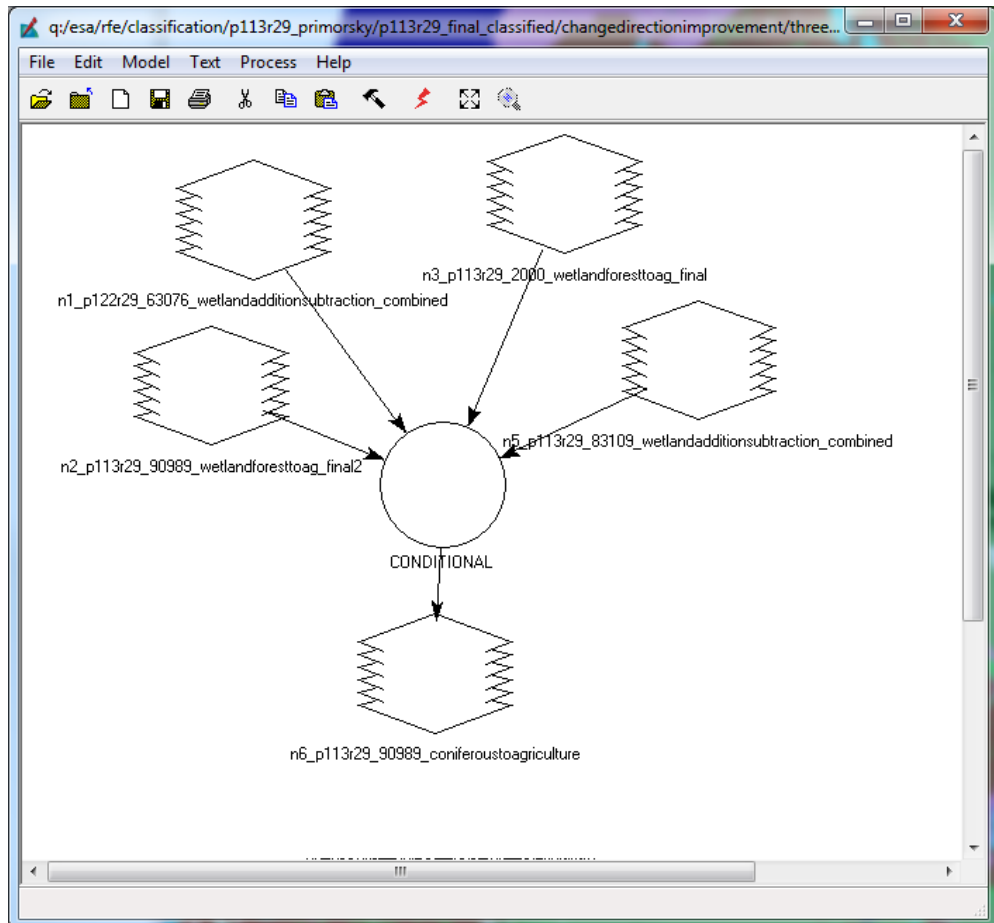 q:/esa/rfe/classification/p113r29_primorsky/p113r29_final_classified/changedirectionimprovement/three...
File Edit Model Text Process Help
n3_p113r29_2000_wetlandforesttoag_final
n1_p122r29_63076_wetlandadditionsubtraction_combined
n5_p113r29_83109_wetlandadditionsubtraction_combined
n2_p113r29_90989_wetlandforesttoag_final2
CONDITIONAL
n6_p113r29_90989_coniferoustoagriculture